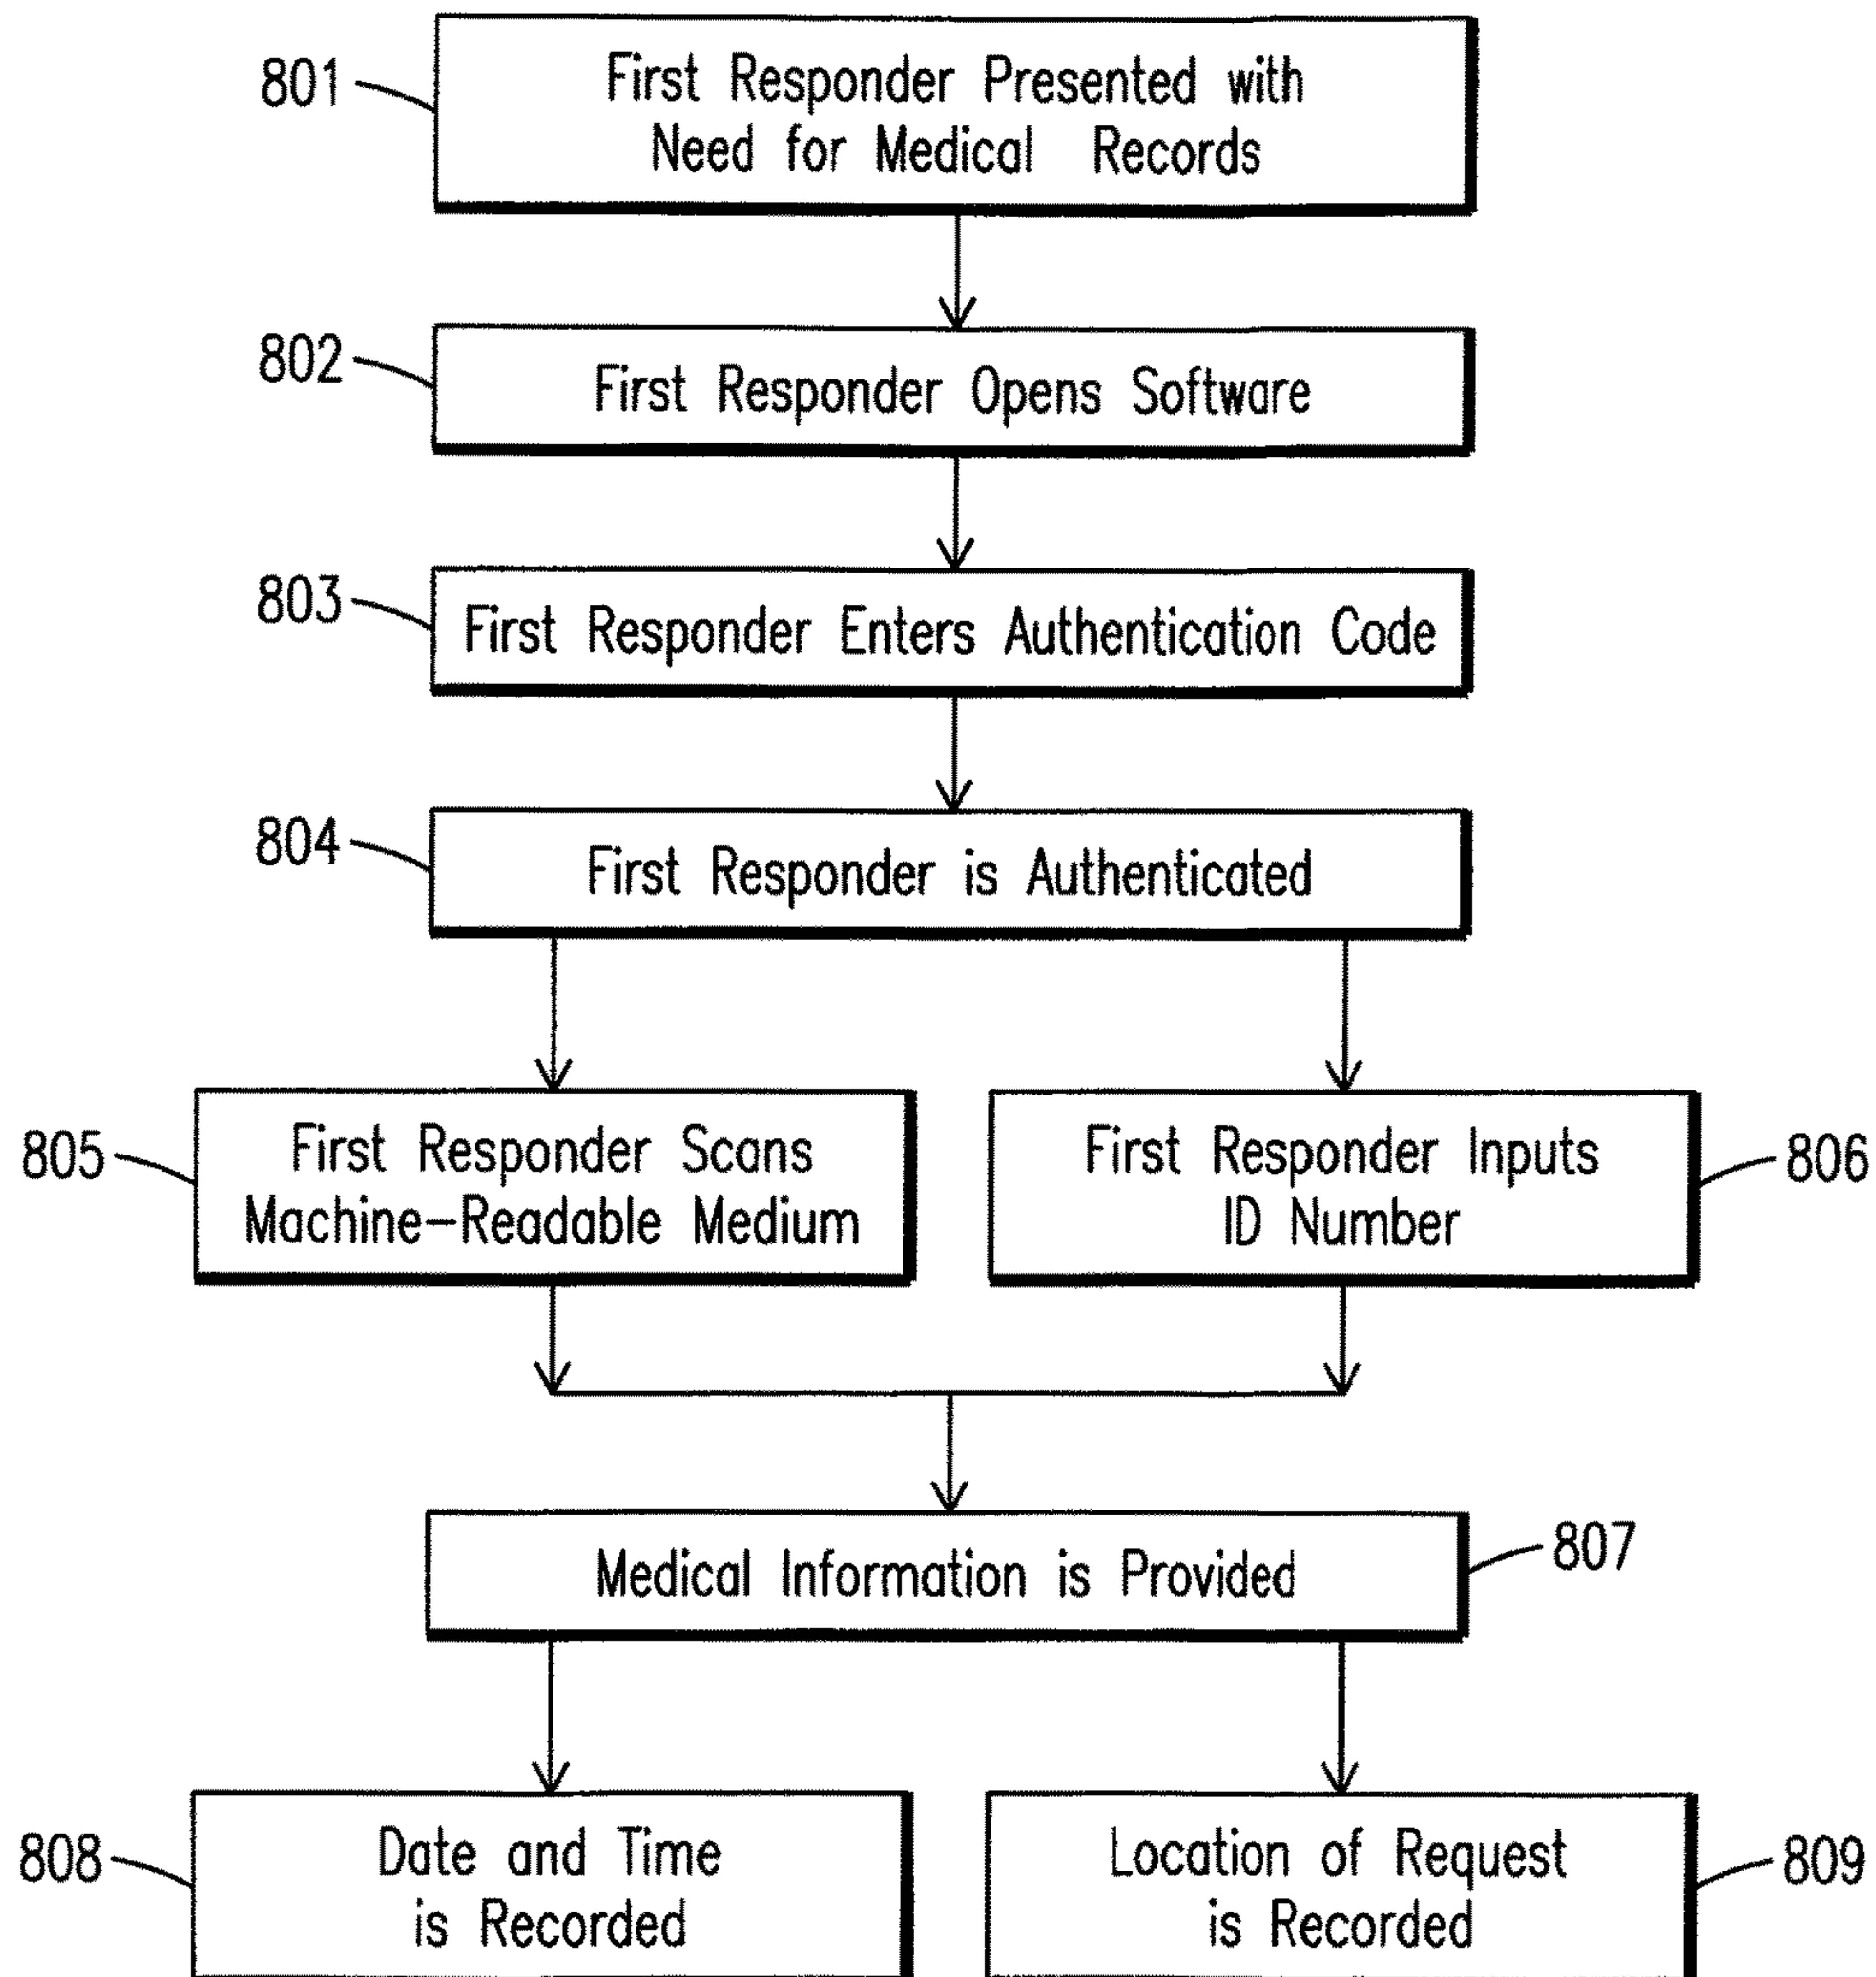 801
First Responder Presented with
Need for Medical Records
802
First Responder Opens Software
803
First Responder Enters Authentication Code
804
First Responder is Authenticated
805
First Responder Scans
Machine-Readable Medium
First Responder Inputs
ID Number
806
Medical Information is Provided
807
808
Date and Time
is Recorded
Location of Request
is Recorded
809